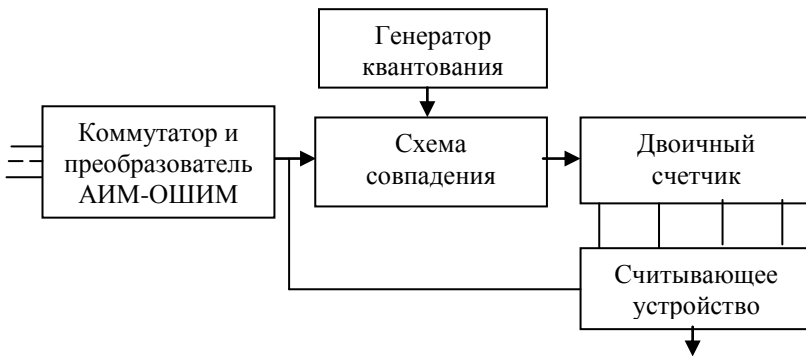 Генератор
квантования
Коммутатор и
преобразователь
АИМ-ОШИМ
Схема
совпадения
Двоичный
счетчик
Считывающее
устройство